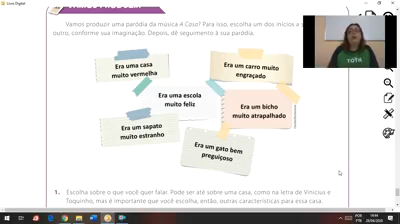 Livro Digital
Vamos produzir uma paródia da música A Casa? Para isso, escolha um dos inícios a s
outro, conforme sua imaginação. Depois, dê seguimento à sua paródia.
Era uma casa
muito vermelha
Era um carro muito
engraçado
Era uma escola
muito feliz
Era um bicho
muito atrapalhado
Era um sapato
muito estranho
Era um gato bem
preguiçoso
1. Escolha sobre o que você quer falar. Pode ser até sobre uma casa, como na letra de Vinicius e
Toquinho, mas é importante que você escolha, então, outras características para essa casa.
TOTH
POR
PTB
16:44